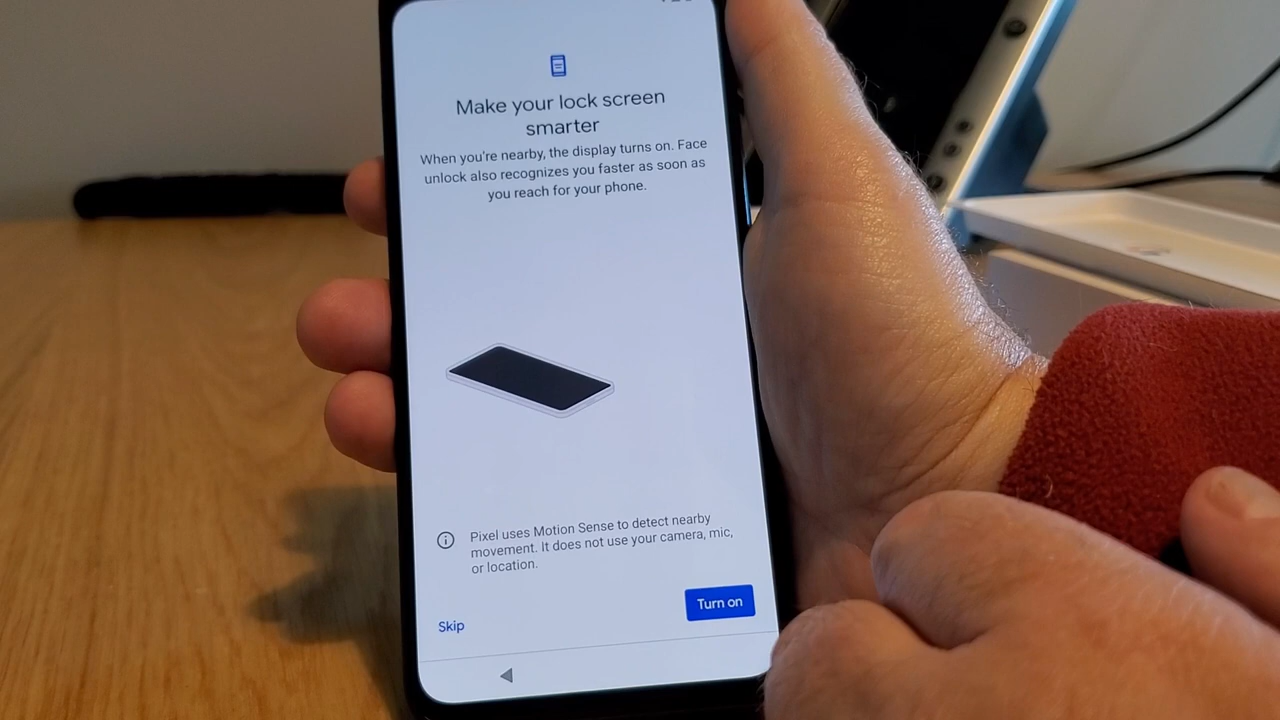 Make your lock screen
smarter
When you're nearby, the display turns on. Face
unlock also recognizes you faster as soon as
you reach for your phone.
Pixel uses Motion Sense to detect nearby
movement. It does not use your camera, mic,
or location.
Turn on
Skip